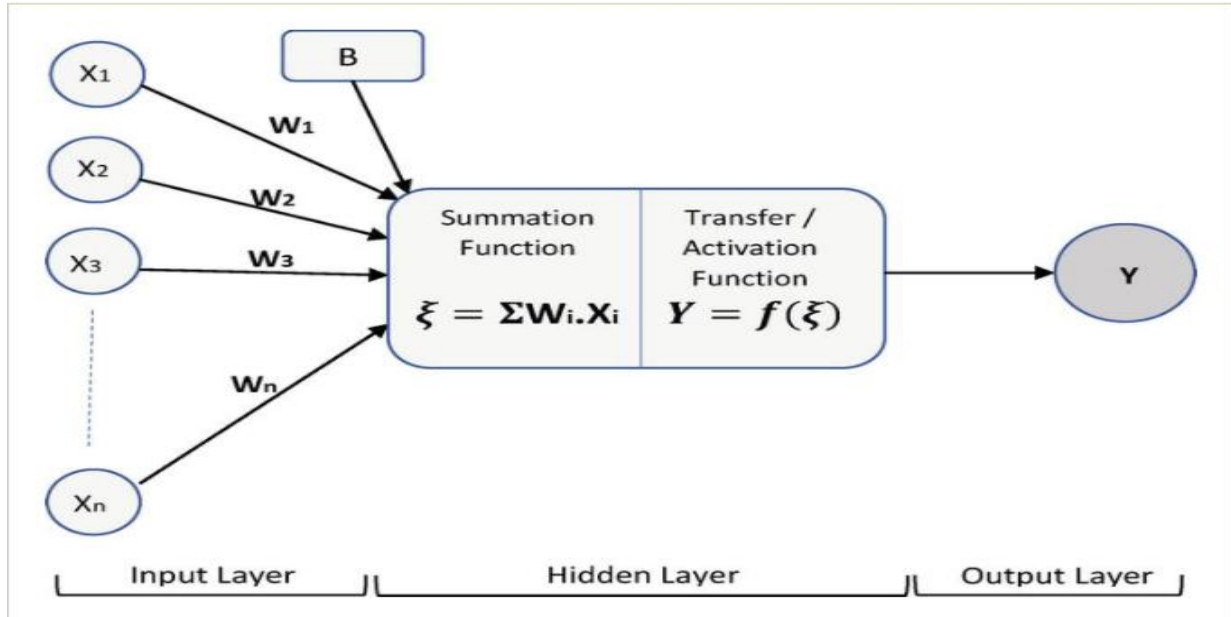 X1
B
W1
X2
W2
X3
W3
Summation
Function
ξ = ΣWi.Xi
Transfer /
Activation
Function
Y = f(ξ)
Y
Wn
Xn
Input Layer
Hidden Layer
Output Layer